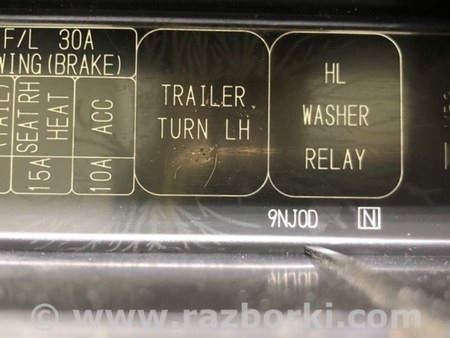 F/L 30A
WING(BRAKE)
SEAT RH
HEAT
15A
ACC
10A
TRAILER
TURN LH
HL
WASHER
RELAY
9NJ0D N
© www.razborki.com/